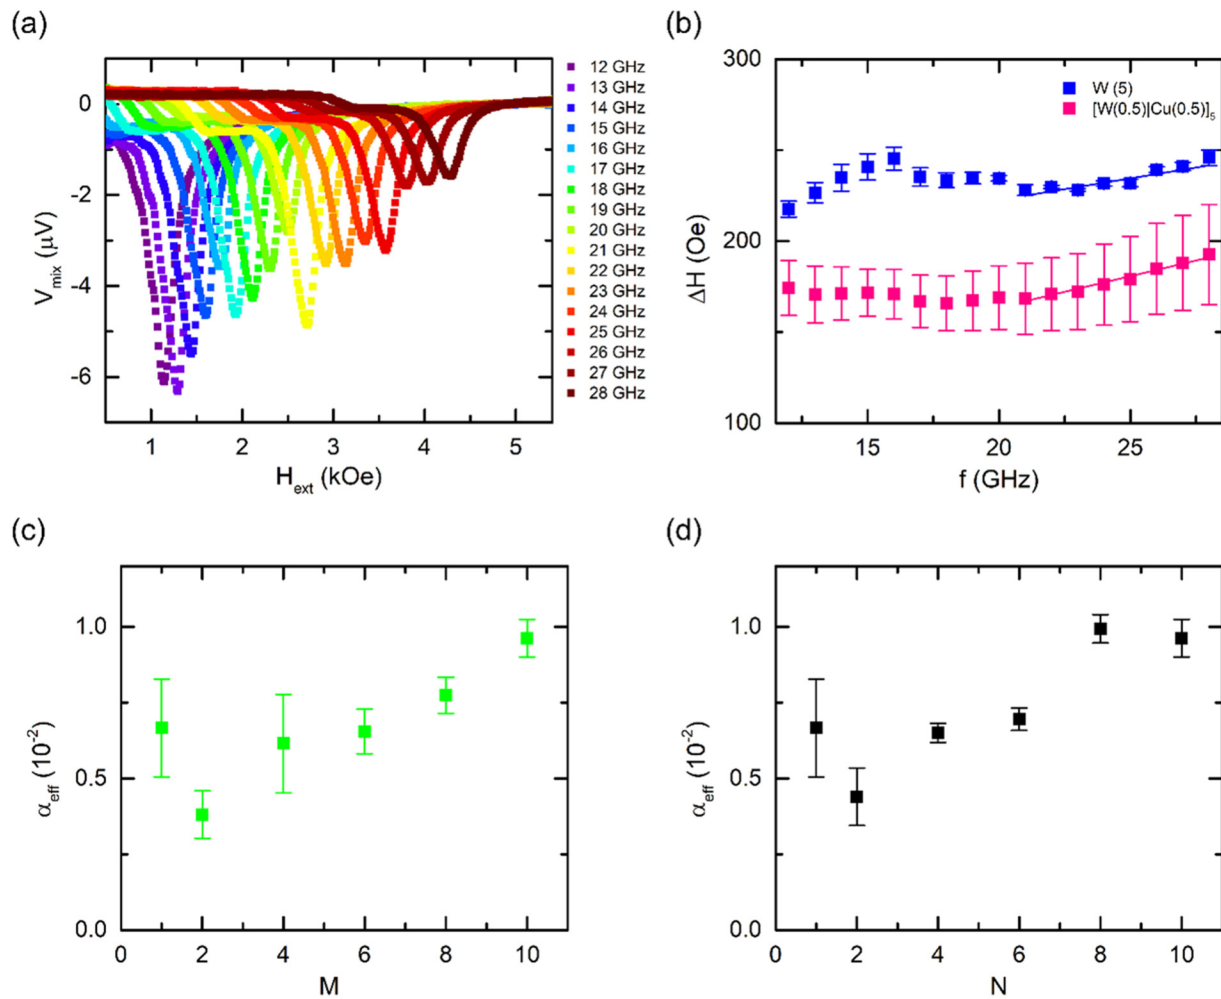 (a)
0
-2
-4
-6
V_mix (μV)
1 2 3 4 5
H_ext (kOe)
12 GHz
13 GHz
14 GHz
15 GHz
16 GHz
17 GHz
18 GHz
19 GHz
20 GHz
21 GHz
22 GHz
23 GHz
24 GHz
25 GHz
26 GHz
27 GHz
28 GHz
(b)
300
200
100
ΔH (Oe)
W (5)
[W(0.5)|Cu(0.5)]₅
15 20 25
f (GHz)
(c)
1.0
0.5
0.0
α_eff (10⁻²)
0 2 4 6 8 10
M
(d)
1.0
0.5
0.0
α_eff (10⁻²)
0 2 4 6 8 10
N